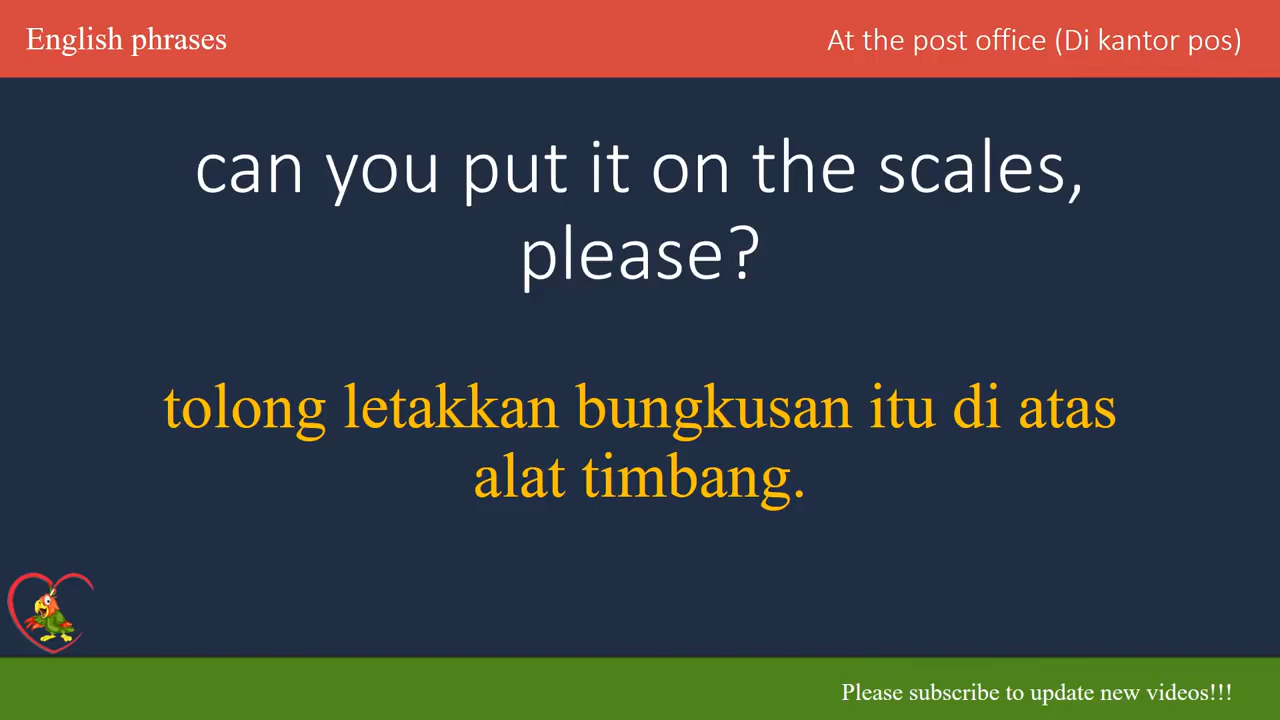 English phrases
At the post office (Di kantor pos)
can you put it on the scales,
please?
tolong letakkan bungkusan itu di atas
alat timbang.
Please subscribe to update new videos!!!